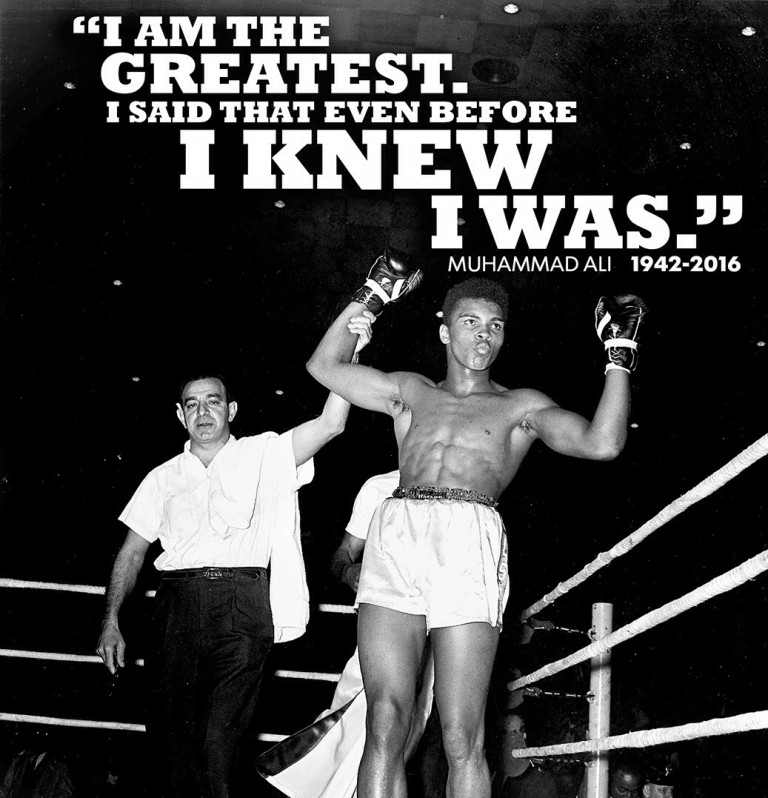 “I AM THE
GREATEST.
I SAID THAT EVEN BEFORE
I KNEW
I WAS.”
MUHAMMAD ALI 1942-2016